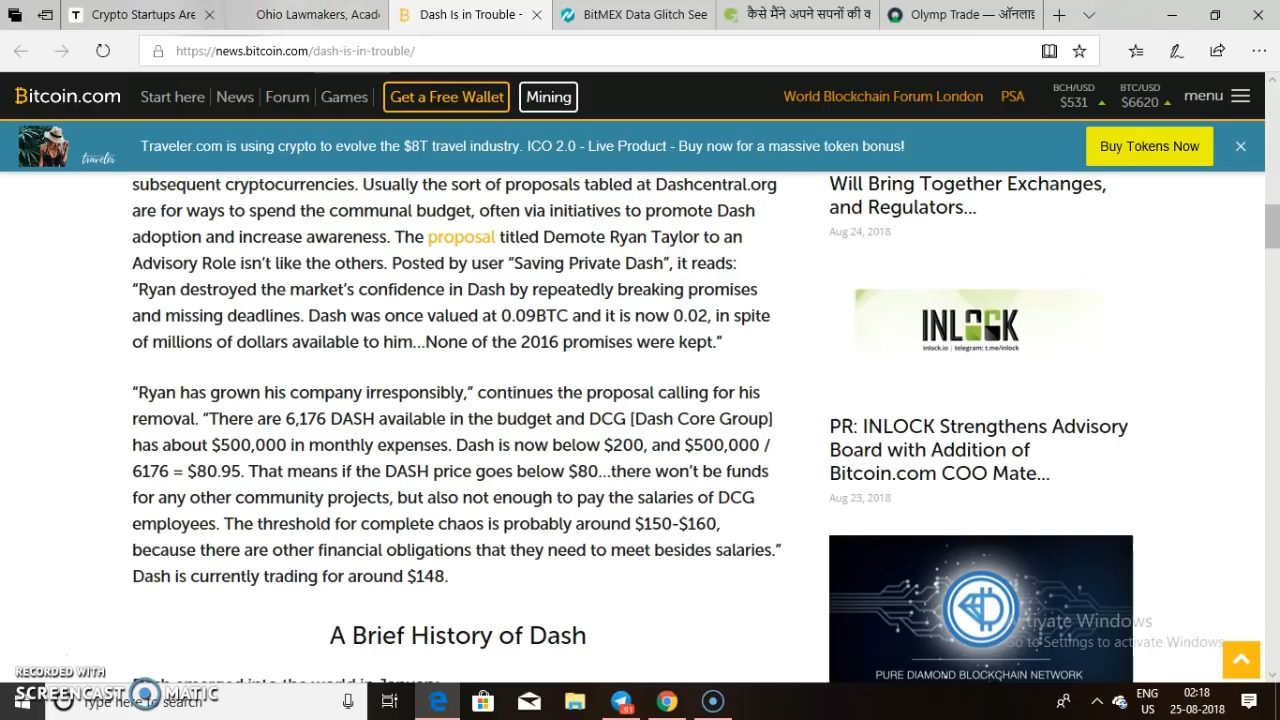 Crypto Startups Are
Ohio Lawmakers, Acade
Dash Is in Trouble -
BitMEX Data Glitch See
कैसे मैंने अपने सपनों की व
Olymp Trade — ऑनलाइ
https://news.bitcoin.com/dash-is-in-trouble/
Bitcoin.com
Start here | News | Forum | Games |
Get a Free Wallet
Mining
World Blockchain Forum London
PSA
BCH/USD
$531
BTC/USD
$6620
menu
traveler
Traveler.com is using crypto to evolve the $8T travel industry. ICO 2.0 - Live Product - Buy now for a massive token bonus!
Buy Tokens Now
subsequent cryptocurrencies. Usually the sort of proposals tabled at Dashcentral.org
are for ways to spend the communal budget, often via initiatives to promote Dash
adoption and increase awareness. The proposal titled Demote Ryan Taylor to an
Advisory Role isn’t like the others. Posted by user “Saving Private Dash”, it reads:
“Ryan destroyed the market’s confidence in Dash by repeatedly breaking promises
and missing deadlines. Dash was once valued at 0.09BTC and it is now 0.02, in spite
of millions of dollars available to him…None of the 2016 promises were kept.”
“Ryan has grown his company irresponsibly,” continues the proposal calling for his
removal. “There are 6,176 DASH available in the budget and DCG [Dash Core Group]
has about $500,000 in monthly expenses. Dash is now below $200, and $500,000 /
6176 = $80.95. That means if the DASH price goes below $80…there won’t be funds
for any other community projects, but also not enough to pay the salaries of DCG
employees. The threshold for complete chaos is probably around $150-$160,
because there are other financial obligations that they need to meet besides salaries.”
Dash is currently trading for around $148.
A Brief History of Dash
Will Bring Together Exchanges,
and Regulators...
Aug 24, 2018
INLOCK
inlock.io | telegram: t.me/inlock
PR: INLOCK Strengthens Advisory
Board with Addition of
Bitcoin.com COO Mate...
Aug 23, 2018
PURE DIAMOND BLOCKCHAIN NETWORK
Activate Windows
Go to Settings to activate Windows.
RECORDED WITH
SCREENCAST MATIC
Type here to search
91
ENG
02:18
25-08-2018